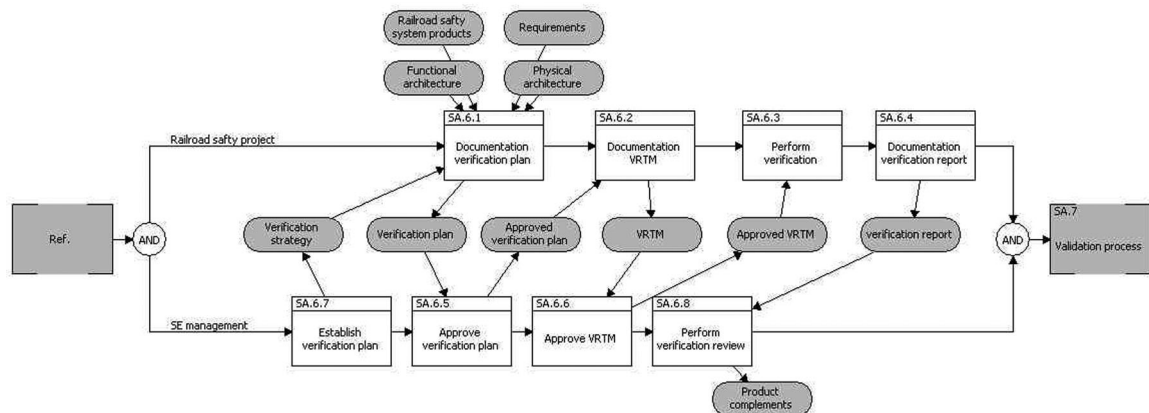 Railroad safty
system products
Requirements
Functional
architecture
Physical
architecture
SA.6.1
Documentation
verification plan
SA.6.2
Documentation
VRTM
SA.6.3
Perform
verification
SA.6.4
Documentation
verification report
Railroad safty project
Ref.
AND
Verification
strategy
Verification plan
Approved
verification plan
VRTM
Approved VRTM
verification report
AND
SA.7
Validation process
SE management
SA.6.7
Establish
verification plan
SA.6.5
Approve
verification plan
SA.6.6
Approve VRTM
SA.6.8
Perform
verification review
Product
complements